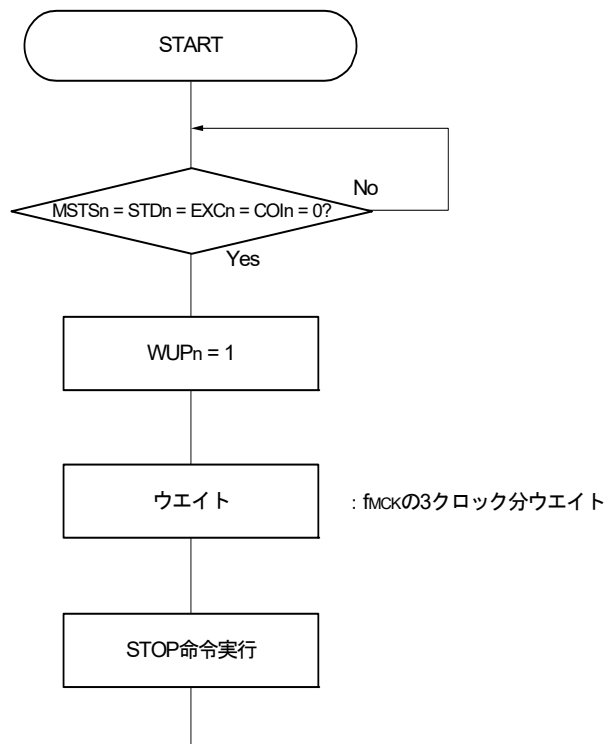 START
No
MSTSn = STDn = EXCn = COIn = 0?
Yes
WUPn = 1
ウエイト
: fMCKの3クロック分ウエイト
STOP命令実行